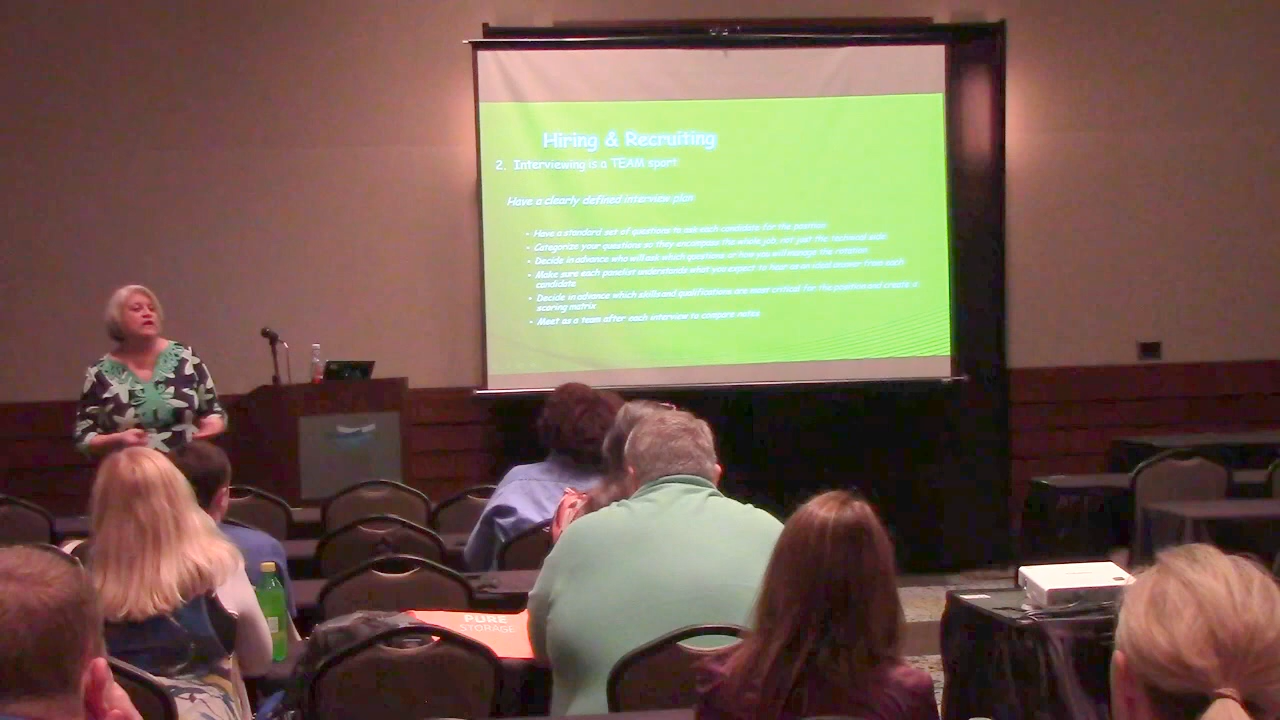 Hiring & Recruiting
2. Interviewing is a TEAM sport
Have a clearly defined interview plan
• Have a standard set of questions to ask each candidate for the position
• Categorize your questions so they encompass the whole job, not just the technical side
• Decide in advance who will ask which questions or how you will manage the rotation
• Make sure each panelist understands what you expect to hear as an ideal answer from each
candidate
• Decide in advance which skills and qualifications are most critical for the position and create a
scoring matrix
• Meet as a team after each interview to compare notes
PURE
STORAGE